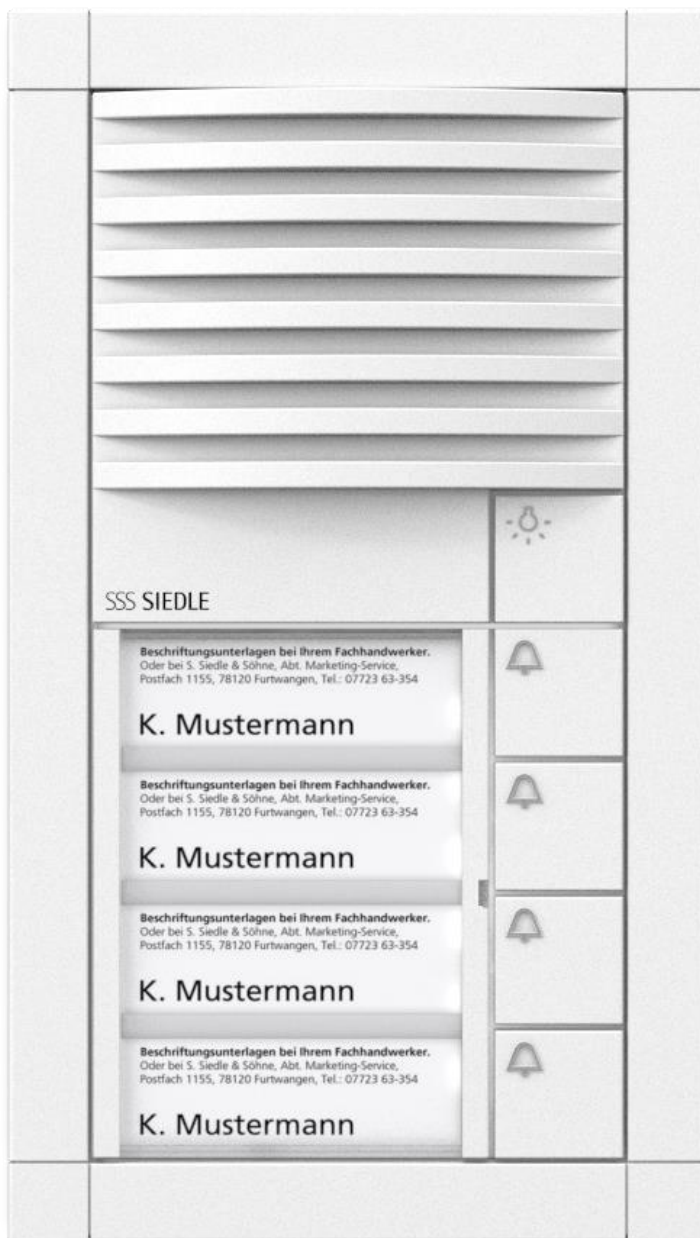 SSS SIEDLE
Beschriftungsunterlagen bei Ihrem Fachhandwerker.
Oder bei S. Siedle & Söhne, Abt. Marketing-Service,
Postfach 1155, 78120 Furtwangen, Tel.: 07723 63-354
K. Mustermann
Beschriftungsunterlagen bei Ihrem Fachhandwerker.
Oder bei S. Siedle & Söhne, Abt. Marketing-Service,
Postfach 1155, 78120 Furtwangen, Tel.: 07723 63-354
K. Mustermann
Beschriftungsunterlagen bei Ihrem Fachhandwerker.
Oder bei S. Siedle & Söhne, Abt. Marketing-Service,
Postfach 1155, 78120 Furtwangen, Tel.: 07723 63-354
K. Mustermann
Beschriftungsunterlagen bei Ihrem Fachhandwerker.
Oder bei S. Siedle & Söhne, Abt. Marketing-Service,
Postfach 1155, 78120 Furtwangen, Tel.: 07723 63-354
K. Mustermann